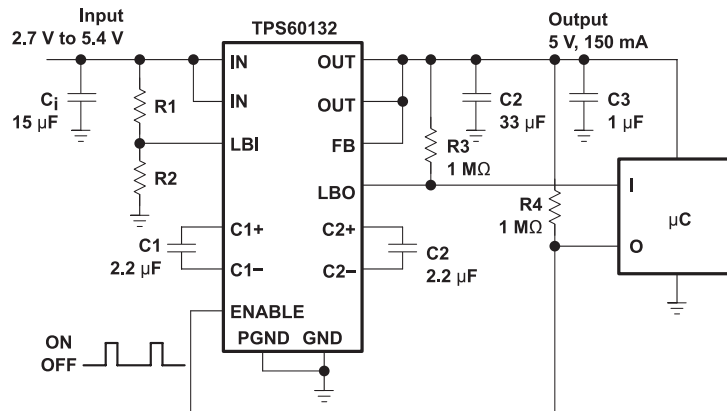 Input
2.7 V to 5.4 V
TPS60132
Output
5 V, 150 mA
IN
OUT
Ci
15 µF
R1
IN
OUT
C2
33 µF
C3
1 µF
LBI
FB
R3
1 MΩ
R2
LBO
I
R4
1 MΩ
µC
C1
2.2 µF
C1+
C2+
C2
2.2 µF
O
C1–
C2–
ENABLE
ON
OFF
PGND
GND